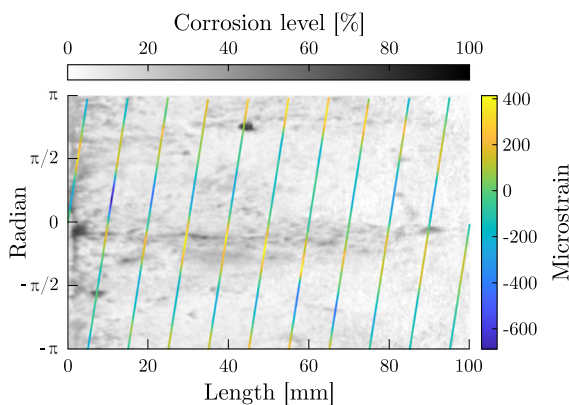 Corrosion level [%]
0 20 40 60 80 100
π
π/2
0
-π/2
-π
Radian
0 20 40 60 80 100
Length [mm]
400
200
0
-200
-400
-600
Microstrain